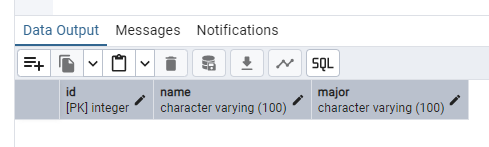 Data Output Messages Notifications
SQL
id name major
[PK] integer character varying (100) character varying (100)